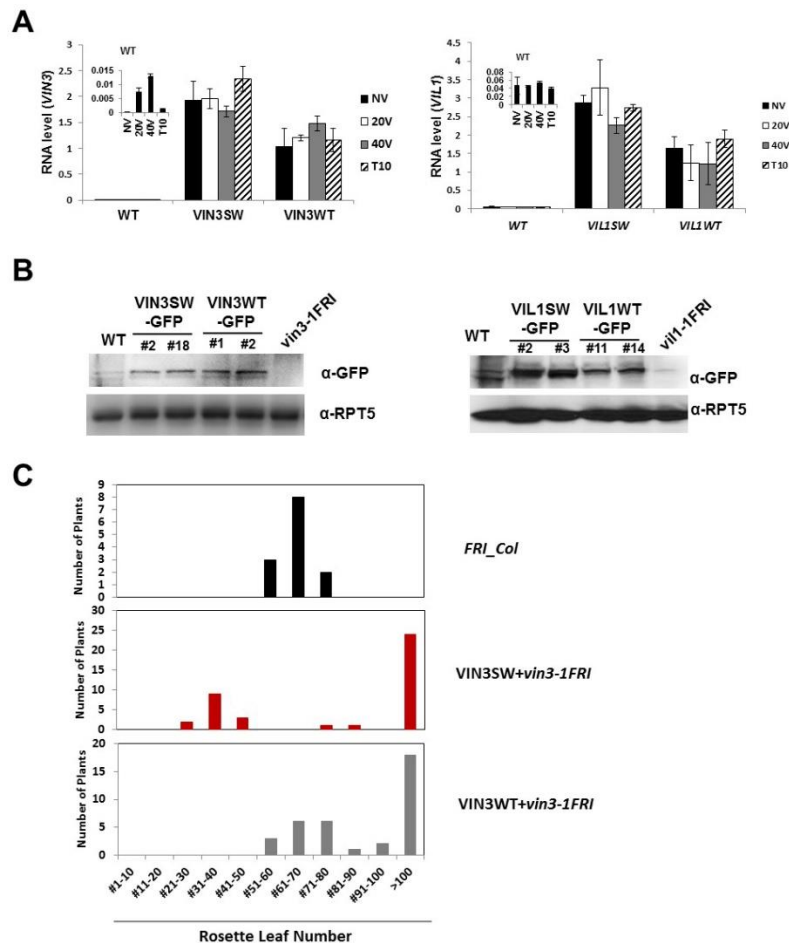 A
RNA level (VIN3)
3
2.5
2
1.5
1
0.5
0
WT
0.015
0.01
0.005
0
NV
20V
40V
T10
NV
20V
40V
T10
WT
VIN3SW
VIN3WT
RNA level (VIL1)
4.5
4
3.5
3
2.5
2
1.5
1
0.5
0
WT
0.08
0.06
0.04
0.02
0.00
NV
20V
40V
T10
NV
20V
40V
T10
WT
VIL1SW
VIL1WT
B
WT
VIN3SW
-GFP
#2 #18
VIN3WT
-GFP
#1 #2
vin3-1FRI
α-GFP
α-RPT5
WT
VIL1SW
-GFP
#2 #3
VIL1WT
-GFP
#11 #14
vil1-1FRI
α-GFP
α-RPT5
C
Number of Plants
9
8
7
6
5
4
3
2
1
0
FRI_Col
Number of Plants
30
25
20
15
10
5
0
VIN3SW+vin3-1FRI
Number of Plants
20
15
10
5
0
VIN3WT+vin3-1FRI
#1-10
#11-20
#21-30
#31-40
#41-50
#51-60
#61-70
#71-80
#81-90
#91-100
>100
Rosette Leaf Number